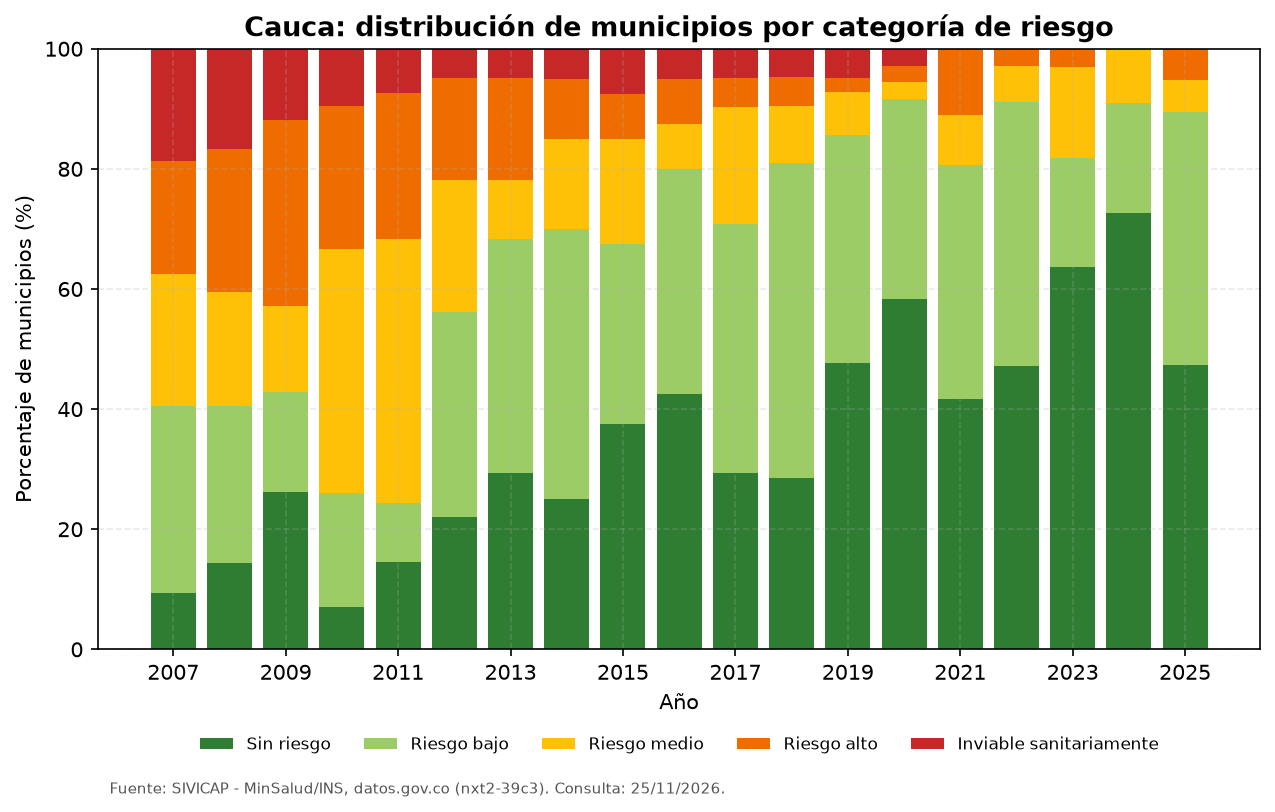 Cauca: distribución de municipios por categoría de riesgo
100
80
60
40
20
0
Porcentaje de municipios (%)
2007 2009 2011 2013 2015 2017 2019 2021 2023 2025
Año
Sin riesgo Riesgo bajo Riesgo medio Riesgo alto Inviable sanitariamente
Fuente: SIVICAP - MinSalud/INS, datos.gov.co (nxt2-39c3). Consulta: 25/11/2026.